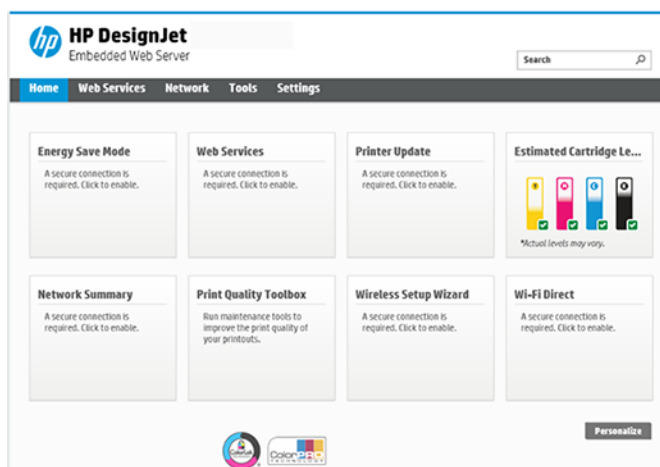 hp HP DesignJet
Embedded Web Server
Search
Home Web Services Network Tools Settings
Energy Save Mode
A secure connection is
required. Click to enable.
Web Services
A secure connection is
required. Click to enable.
Printer Update
A secure connection is
required. Click to enable.
Estimated Cartridge Le...
Y M C K
*Actual levels may vary.
Network Summary
A secure connection is
required. Click to enable.
Print Quality Toolbox
Run maintenance tools to
improve the print quality of
your printouts.
Wireless Setup Wizard
A secure connection is
required. Click to enable.
Wi-Fi Direct
A secure connection is
required. Click to enable.
Personalize
ColorLok
ColorPRO
TECHNOLOGY